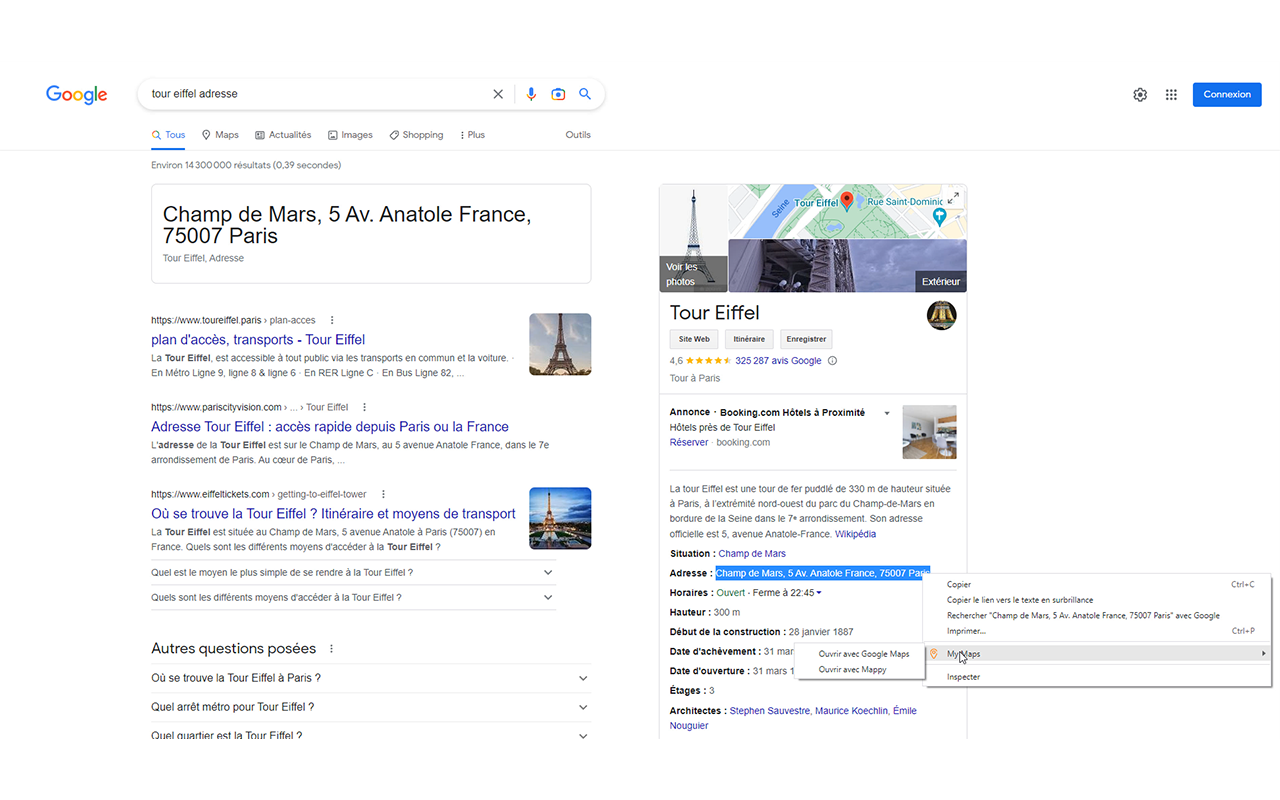 Google
tour eiffel adresse
Connexion
Tous
Maps
Actualités
Images
Shopping
Plus
Outils
Environ 14 300 000 résultats (0,39 secondes)
Champ de Mars, 5 Av. Anatole France,
75007 Paris
Tour Eiffel, Adresse
https://www.toureiffel.paris › plan-acces
plan d'accès, transports - Tour Eiffel
La Tour Eiffel, est accessible à tout public via les transports en commun et la voiture. ·
En Métro Ligne 9, ligne 8 & ligne 6 · En RER Ligne C · En Bus Ligne 82, ...
https://www.pariscityvision.com › ... › Tour Eiffel
Adresse Tour Eiffel : accès rapide depuis Paris ou la France
L'adresse de la Tour Eiffel est sur le Champ de Mars, au 5 avenue Anatole France, dans le 7e
arrondissement de Paris. Au cœur de Paris, ...
https://www.eiffeltickets.com › getting-to-eiffel-tower
Où se trouve la Tour Eiffel ? Itinéraire et moyens de transport
La Tour Eiffel est située au Champ de Mars, 5 avenue Anatole à Paris (75007) en
France. Quels sont les différents moyens d'accéder à la Tour Eiffel ?
Quel est le moyen le plus simple de se rendre à la Tour Eiffel ?
Quels sont les différents moyens d'accéder à la Tour Eiffel ?
Autres questions posées
Où se trouve la Tour Eiffel à Paris ?
Quel arrêt métro pour Tour Eiffel ?
Quel quartier est la Tour Eiffel ?
Voir les
photos
Seine
Tour Eiffel
Rue Saint-Dominic
Extérieur
Tour Eiffel
Site Web
Itinéraire
Enregistrer
4,6 325 287 avis Google
Tour à Paris
Annonce · Booking.com Hôtels à Proximité
Hôtels près de Tour Eiffel
Réserver · booking.com
La tour Eiffel est une tour de fer puddlé de 330 m de hauteur située
à Paris, à l'extrémité nord-ouest du parc du Champ-de-Mars en
bordure de la Seine dans le 7ᵉ arrondissement. Son adresse
officielle est 5, avenue Anatole-France. Wikipédia
Situation : Champ de Mars
Adresse : Champ de Mars, 5 Av. Anatole France, 75007 Paris
Horaires : Ouvert · Ferme à 22:45
Hauteur : 300 m
Début de la construction : 28 janvier 1887
Date d'achèvement : 31 mar
Date d'ouverture : 31 mars 1
Étages : 3
Architectes : Stephen Sauvestre, Maurice Koechlin, Émile
Nouguier
Copier Ctrl+C
Copier le lien vers le texte en surbrillance
Rechercher "Champ de Mars, 5 Av. Anatole France, 75007 Paris" avec Google
Imprimer... Ctrl+P
My Maps
Inspecter
Ouvrir avec Google Maps
Ouvrir avec Mappy